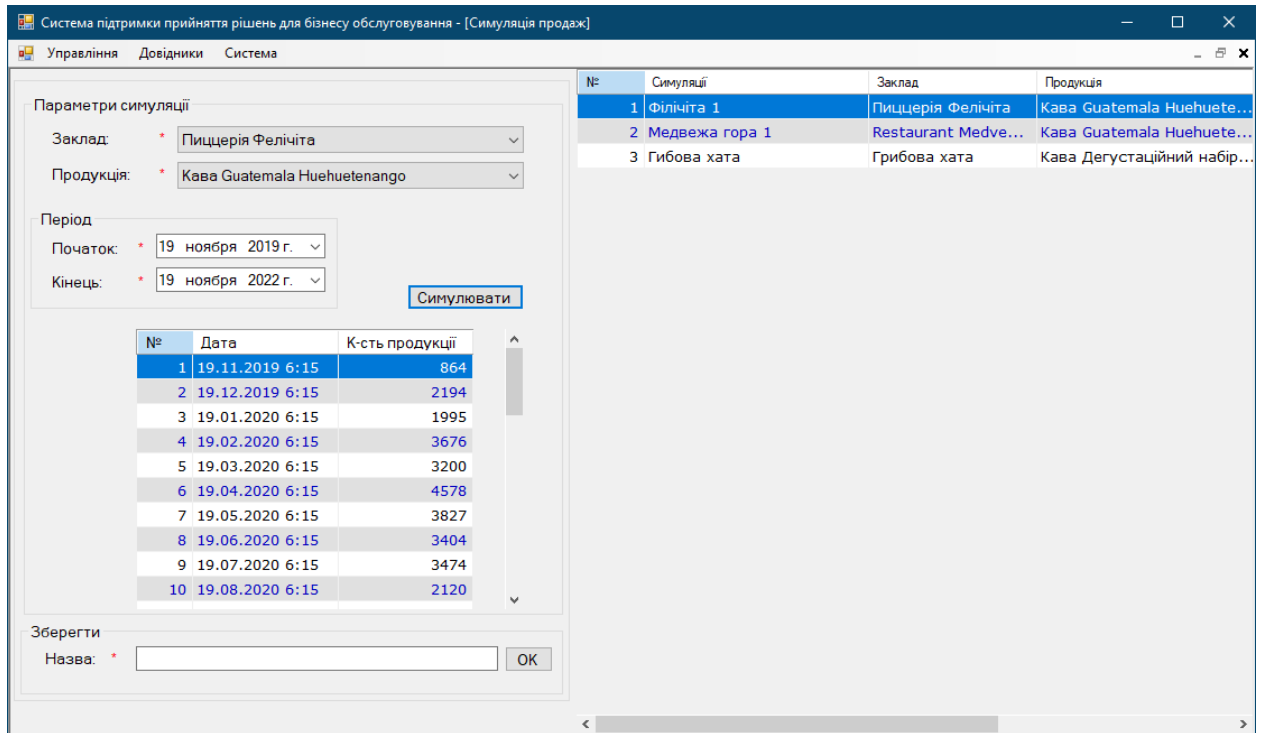 Система підтримки прийняття рішень для бізнесу обслуговування - [Симуляція продаж]
Управління Довідники Система
Параметри симуляції
Заклад: * Пиццерія Фелічіта
Продукція: * Кава Guatemala Huehuetenango
Період
Початок: * 19 ноября 2019 г.
Кінець: * 19 ноября 2022 г.
Симулювати
№ Дата К-сть продукції
1 19.11.2019 6:15 864
2 19.12.2019 6:15 2194
3 19.01.2020 6:15 1995
4 19.02.2020 6:15 3676
5 19.03.2020 6:15 3200
6 19.04.2020 6:15 4578
7 19.05.2020 6:15 3827
8 19.06.2020 6:15 3404
9 19.07.2020 6:15 3474
10 19.08.2020 6:15 2120
Зберегти
Назва: * OK
№ Симуляції Заклад Продукція
1 Філічіта 1 Пиццерія Фелічіта Кава Guatemala Huehuete...
2 Медвежа гора 1 Restaurant Medve... Кава Guatemala Huehuete...
3 Гибова хата Грибова хата Кава Дегустаційний набір...